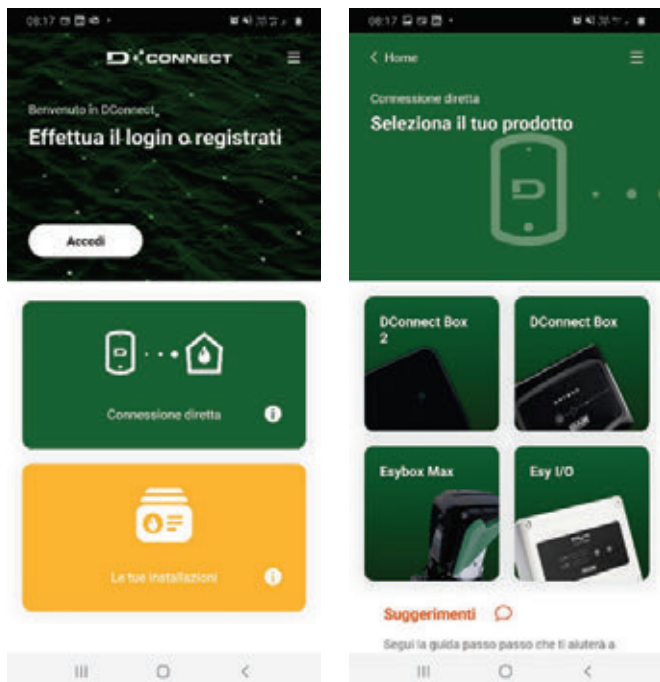 08:17
DCONNECT
Benvenuto in DConnect,
Effettua il login o registrati
Accedi
Connessione diretta
Le tue installazioni
08:17
Home
Connessione diretta
Seleziona il tuo prodotto
DConnect Box
2
DConnect Box
Esybox Max
Esy I/O
Suggerimenti
Segui la guida passo passo che ti aiuterà a